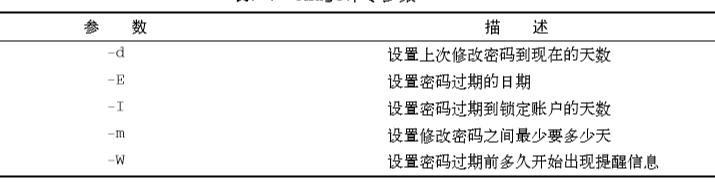 参 数 描 述
-d 设置上次修改密码到现在的天数
-E 设置密码过期的日期
-I 设置密码过期到锁定账户的天数
-m 设置修改密码之间最少要多少天
-W 设置密码过期前多久开始出现提醒信息